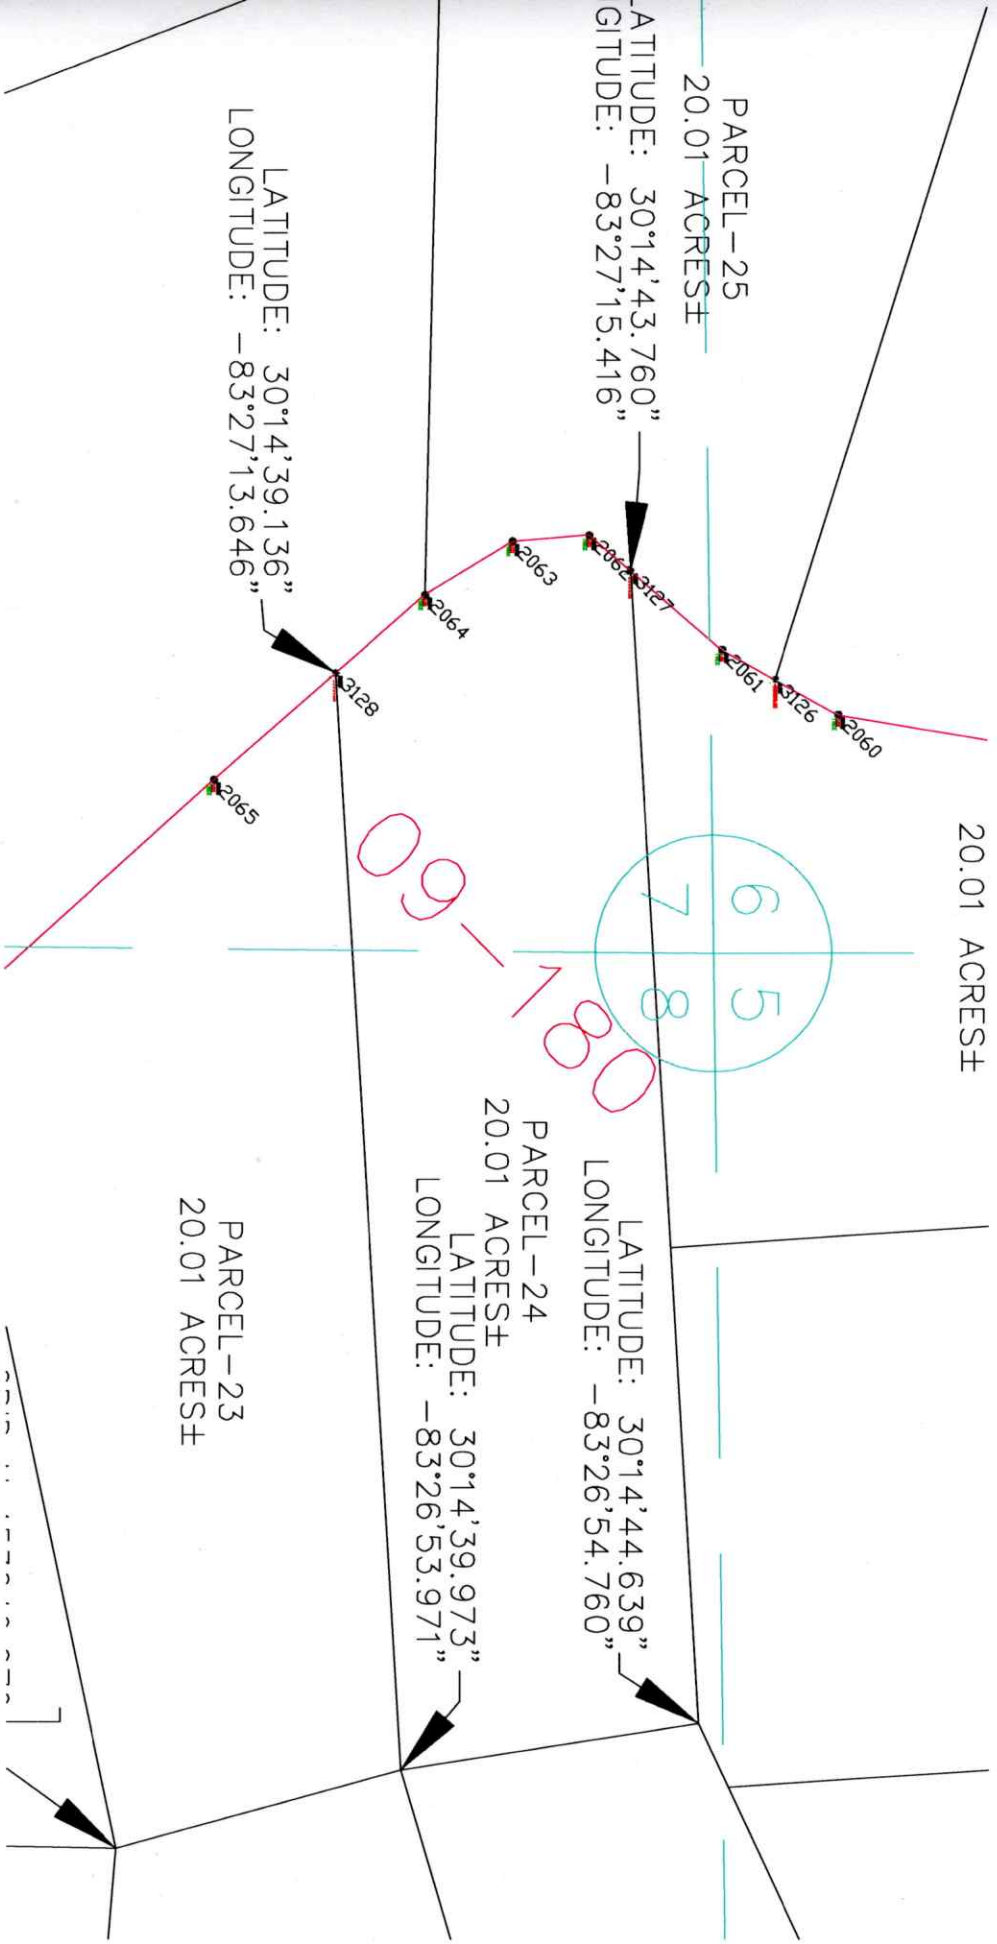 20.01 ACRES±
PARCEL-25
20.01 ACRES±
ATITUDE: 30°14'43.760"
GITUDE: -83°27'15.416"
2060
3126
2061
3127
2062
2063
2064
3128
2065
LATITUDE: 30°14'39.136"
LONGITUDE: -83°27'13.646"
6 5
7 8
09-180
LATITUDE: 30°14'44.639"
LONGITUDE: -83°26'54.760"
PARCEL-24
20.01 ACRES±
LATITUDE: 30°14'39.973"
LONGITUDE: -83°26'53.971"
PARCEL-23
20.01 ACRES±